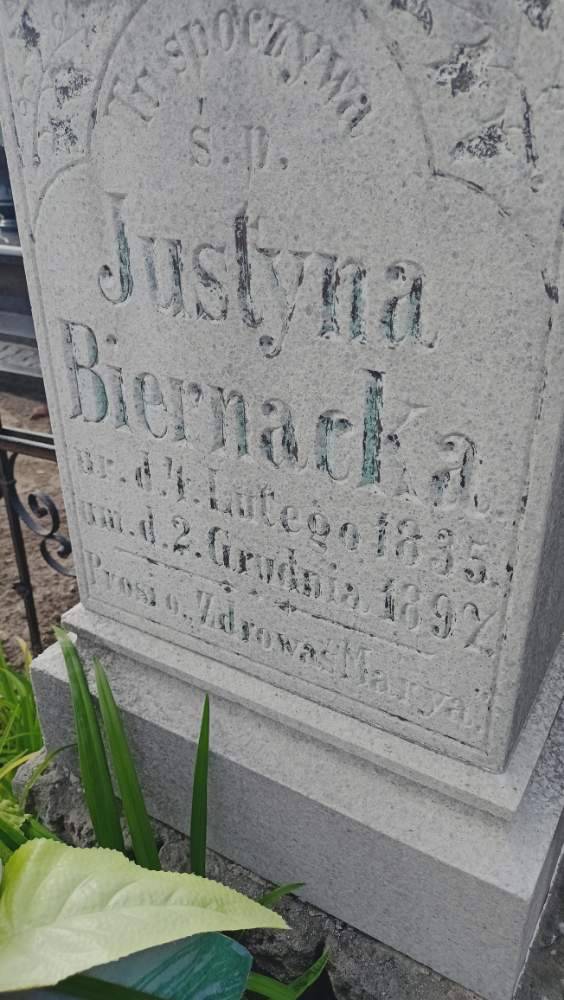 Tu spoczywa
ś. p.
Justyna
Biernacka
ur. d. 4. Lutego 1835.
um. d. 2. Grudnia. 1897.
Prosi o „Zdrowaś Marya.”